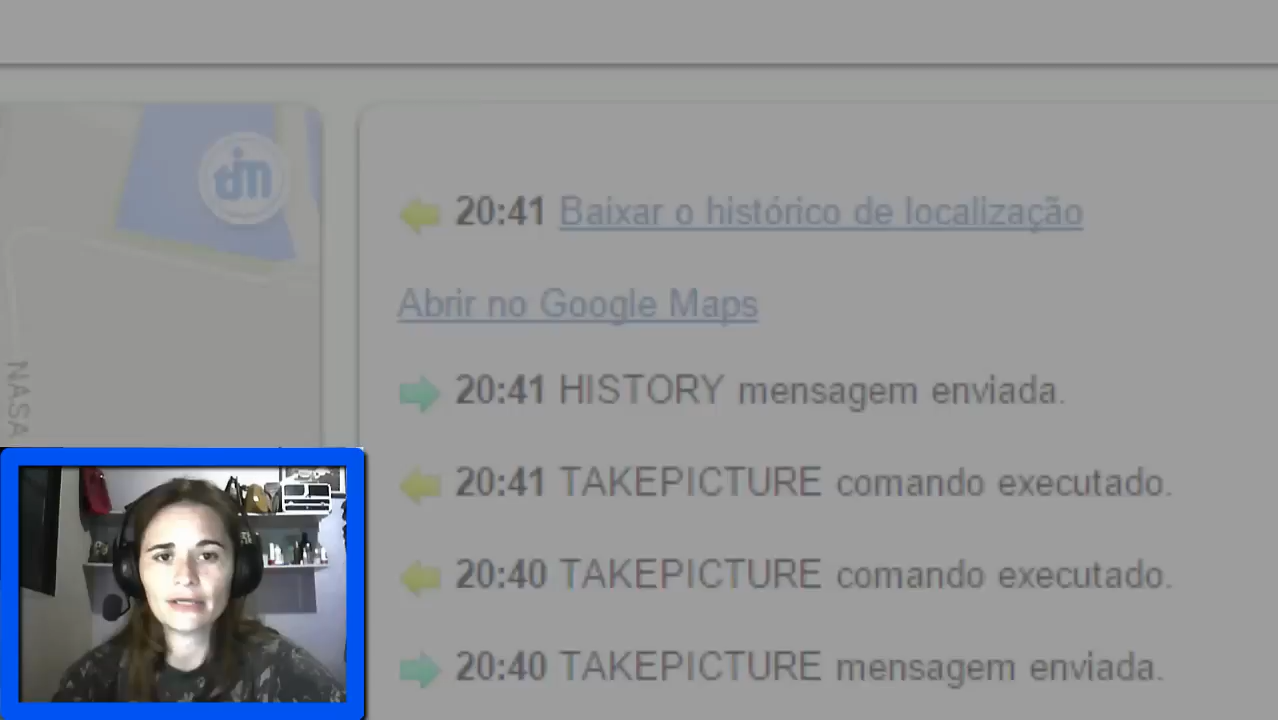 20:41 Baixar o histórico de localização
Abrir no Google Maps
20:41 HISTORY mensagem enviada.
20:41 TAKEPICTURE comando executado.
20:40 TAKEPICTURE comando executado.
20:40 TAKEPICTURE mensagem enviada.
NASA